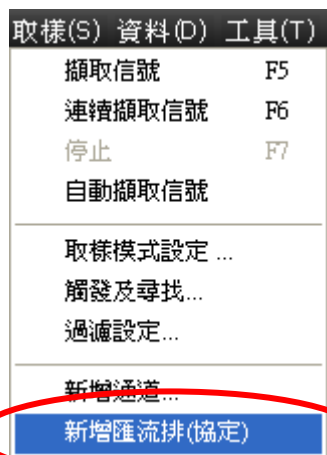 取樣(S) 資料(D) 工具(T)
擷取信號 F5
連續擷取信號 F6
停止 F7
自動擷取信號
取樣模式設定 ...
觸發及尋找...
過濾設定...
新增通道...
新增匯流排(協定)